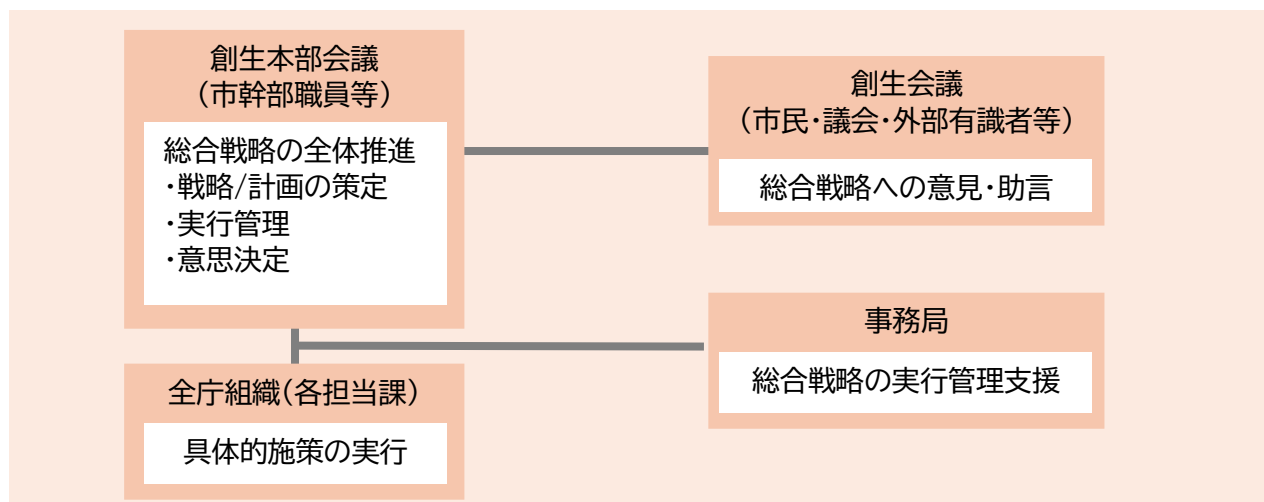 創生本部会議
（市幹部職員等）
総合戦略の全体推進
・戦略/計画の策定
・実行管理
・意思決定
創生会議
（市民・議会・外部有識者等）
総合戦略への意見・助言
事務局
総合戦略の実行管理支援
全庁組織（各担当課）
具体的施策の実行